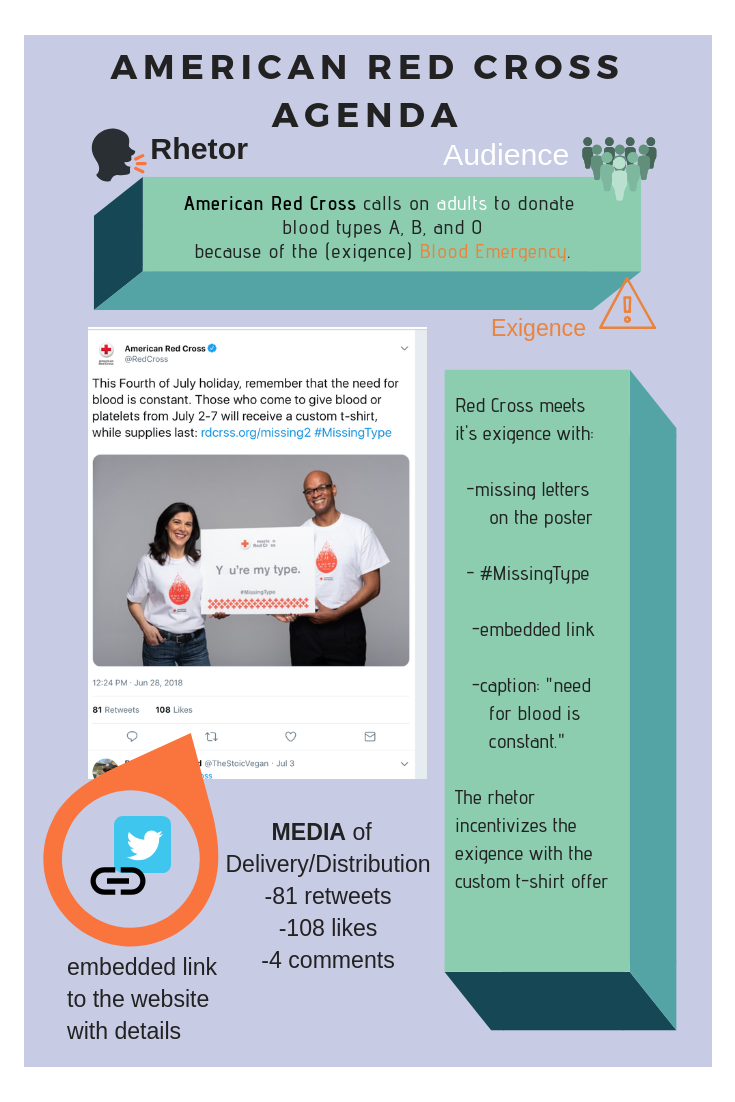 AMERICAN RED CROSS
AGENDA
Rhetor
Audience
American Red Cross calls on adults to donate
blood types A, B, and O
because of the (exigence) Blood Emergency.
Exigence
American Red Cross
@RedCross
This Fourth of July holiday, remember that the need for
blood is constant. Those who come to give blood or
platelets from July 2-7 will receive a custom t-shirt,
while supplies last: rdcrss.org/missing2 #MissingType
Y u're my type.
#MissingType
12:24 PM · Jun 28, 2018
81 Retweets 108 Likes
@TheStoicVegan · Jul 3
Red Cross meets
it's exigence with:
-missing letters
on the poster
- #MissingType
-embedded link
-caption: "need
for blood is
constant."
The rhetor
incentivizes the
exigence with the
custom t-shirt offer
MEDIA of
Delivery/Distribution
-81 retweets
-108 likes
-4 comments
embedded link
to the website
with details